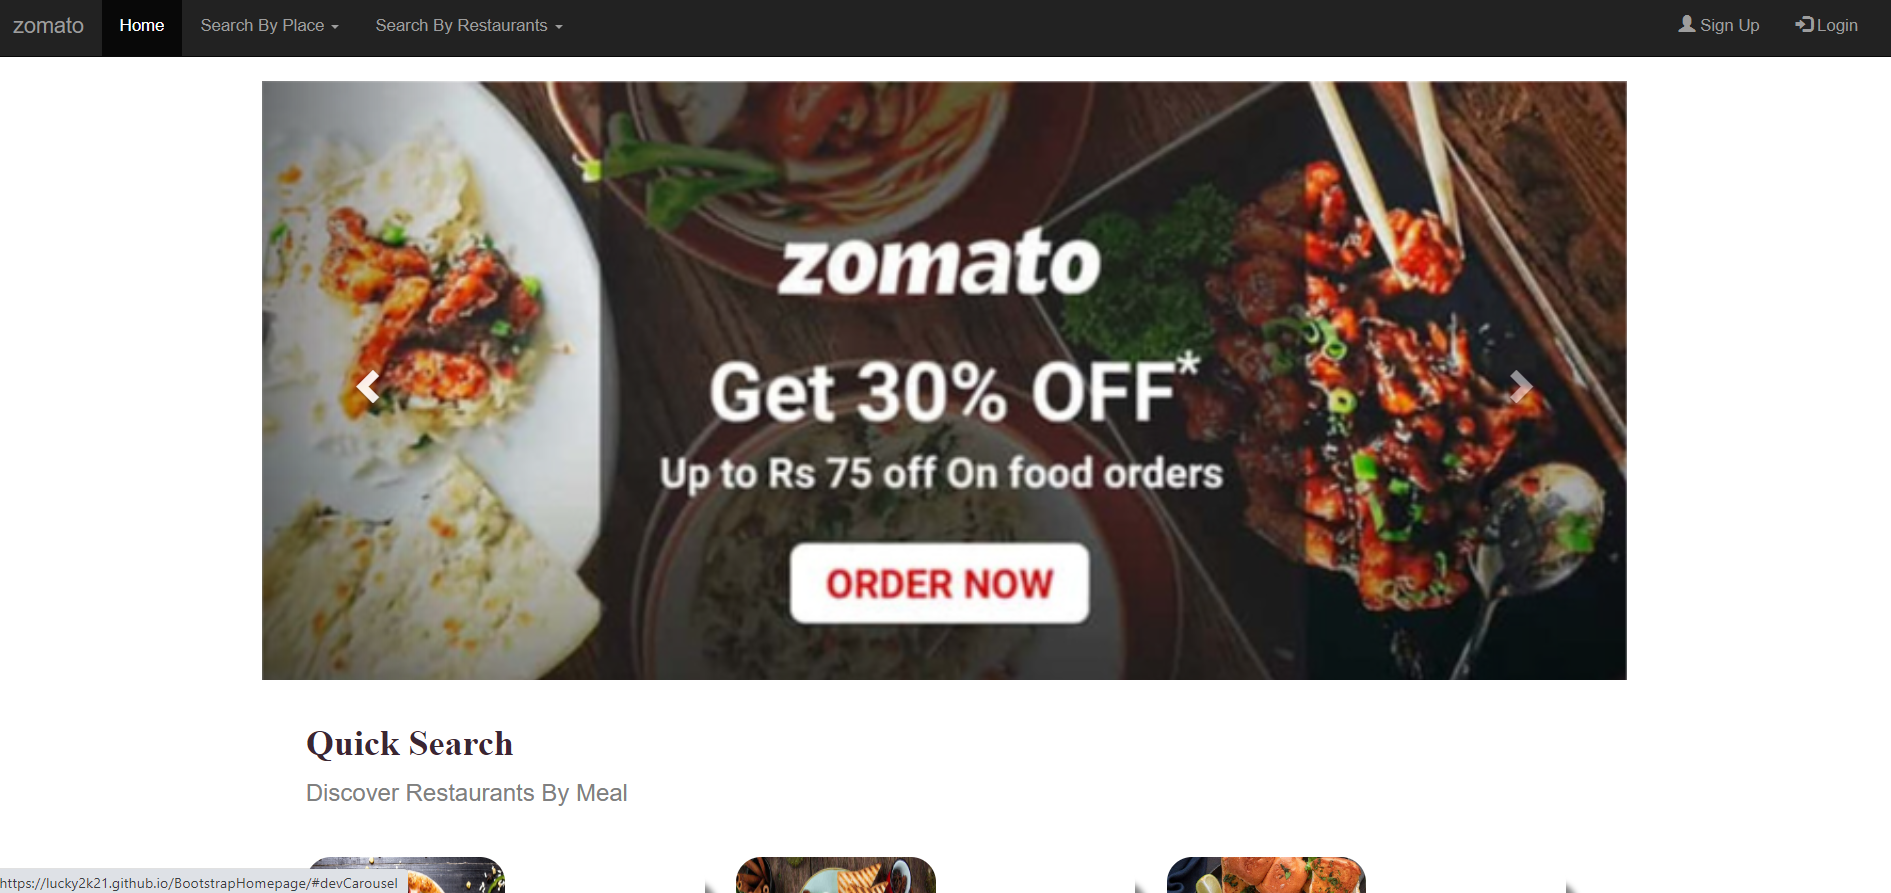 zomato
Home
Search By Place
Search By Restaurants
Sign Up
Login
zomato
Get 30% OFF*
Up to Rs 75 off On food orders
ORDER NOW
Quick Search
Discover Restaurants By Meal
https://lucky2k21.github.io/BootstrapHomepage/#devCarousel